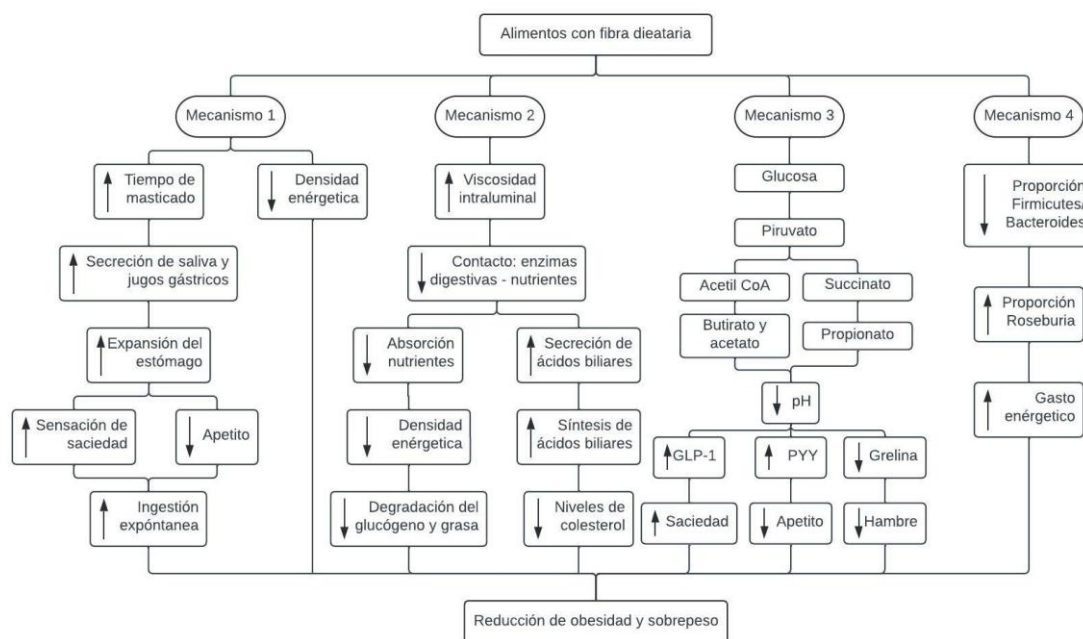 Alimentos con fibra dieataria
Mecanismo 1
Mecanismo 2
Mecanismo 3
Mecanismo 4
Tiempo de
masticado
Densidad
enérgetica
Secreción de saliva y
jugos gástricos
Expansión del
estómago
Sensación de
saciedad
Apetito
Ingestión
expóntanea
Viscosidad
intraluminal
Contacto: enzimas
digestivas - nutrientes
Absorción
nutrientes
Secreción de
ácidos biliares
Densidad
enérgetica
Síntesis de
ácidos biliares
Degradación del
glucógeno y grasa
Niveles de
colesterol
Glucosa
Piruvato
Acetil CoA
Succinato
Butirato y
acetato
Propionato
pH
GLP-1
PYY
Grelina
Saciedad
Apetito
Hambre
Proporción
Firmicutes/
Bacteroides
Proporción
Roseburia
Gasto
enérgetico
Reducción de obesidad y sobrepeso